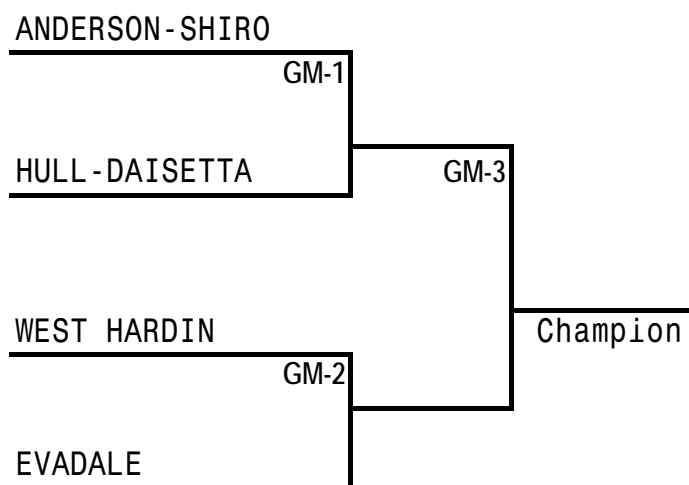 ANDERSON-SHIRO
GM-1
HULL-DAISETTA
GM-3
WEST HARDIN
Champion
GM-2
EVADALE